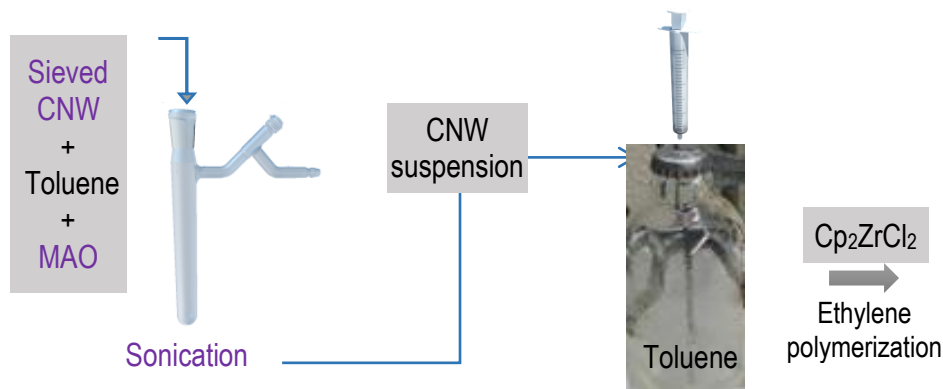 Sieved
CNW
+
Toluene
+
MAO
Sonication
CNW
suspension
Toluene
Cp₂ZrCl₂
Ethylene
polymerization